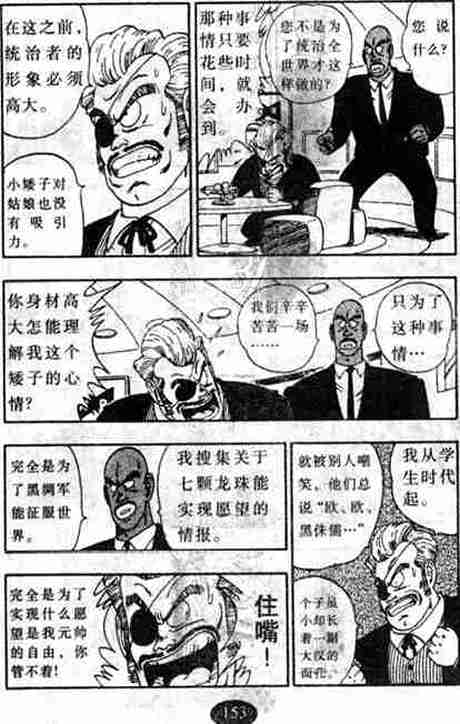 您说
什么?
您不是为
了统治全
世界才这
样做的?
那种事
情只要
花些时
间，就
会办
到。
在这之前,
统治者的
形象必须
高大。
小矮子对
姑娘也没
有吸引
力。
只为了
这种事
情…
我们辛辛
苦苦一场
……
你身材高
大怎能理
解我这个
矮子的心
情?
我从学
生时代
起。
就被别人嘲
笑、他们总
说“欧、欧、
黑侏儒…”
个子虽
小却长
着一副
大汉的
面孔。
我搜集关于
七颗龙珠能
实现愿望的
情报。
完全是为
了黑绸军
能征服世
界。
住嘴!
完全是为了
实现什么愿
望是我元帅
的自由，你
管不着!
153